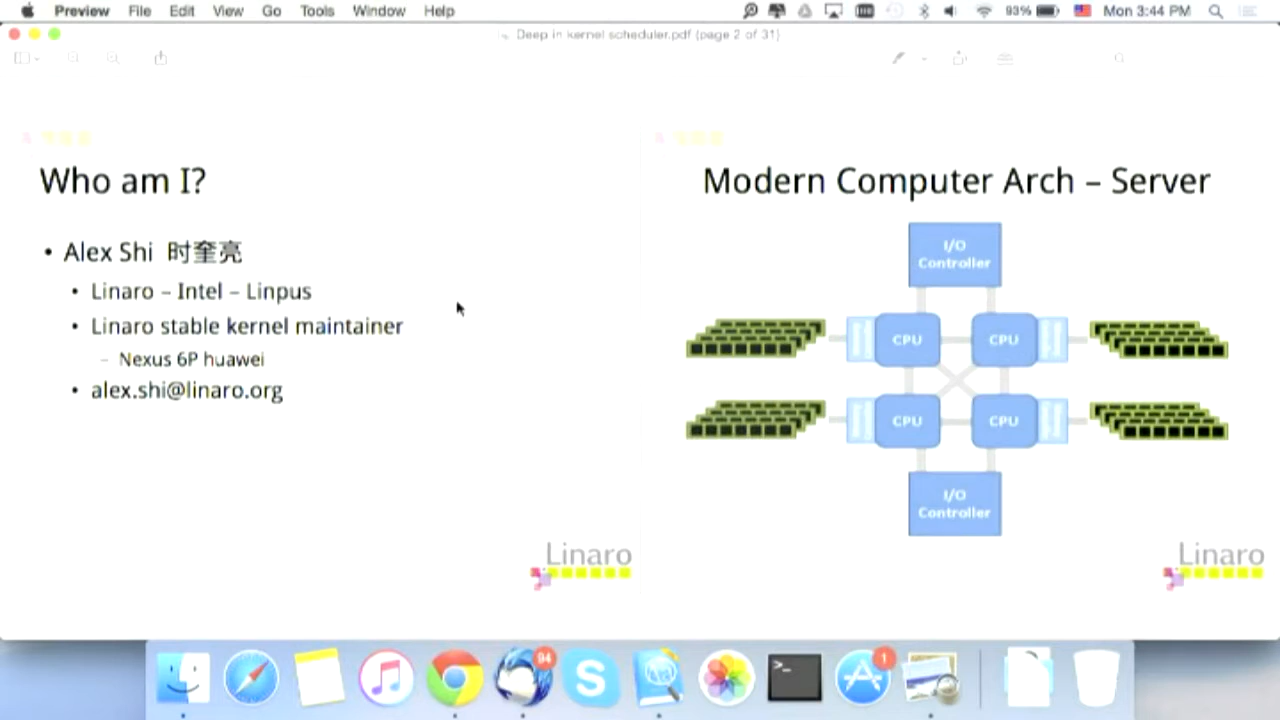 Preview File Edit View Go Tools Window Help
93% Mon 3:44 PM
Deep in kernel scheduler.pdf (page 2 of 31)
Who am I?
• Alex Shi 时奎亮
• Linaro – Intel – Linpus
• Linaro stable kernel maintainer
– Nexus 6P huawei
• alex.shi@linaro.org
Linaro
Modern Computer Arch – Server
I/O
Controller
CPU
CPU
CPU
CPU
I/O
Controller
Linaro
94
1